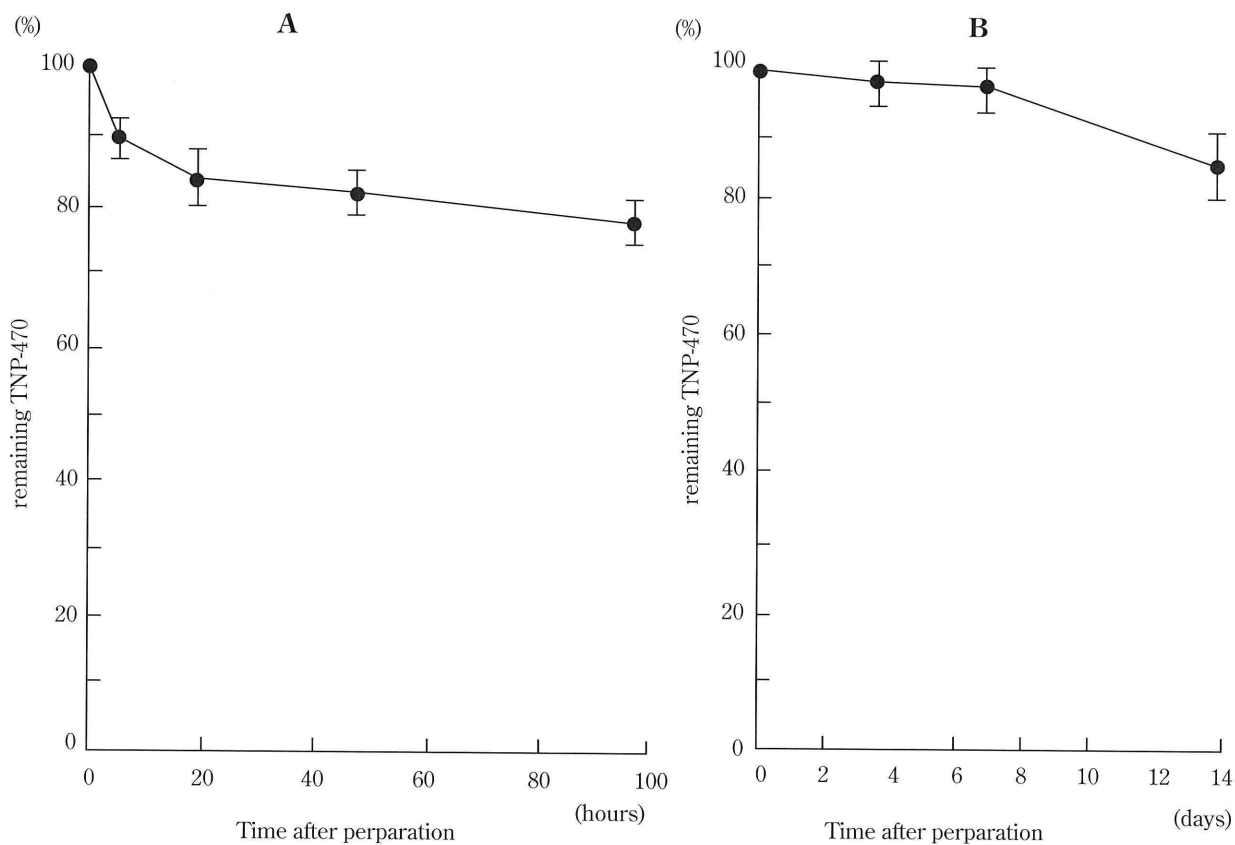 (%)
A
100
80
60
40
20
0
remaining TNP-470
0 20 40 60 80 100
(hours)
Time after perparation
(%)
B
100
80
60
40
20
0
remaining TNP-470
0 2 4 6 8 10 12 14
(days)
Time after perparation